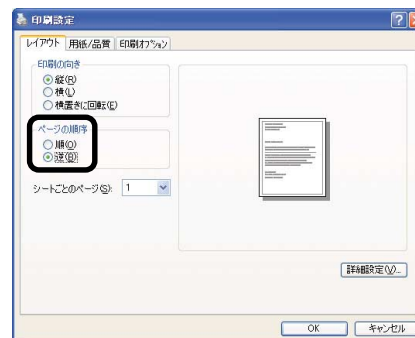 印刷設定
レイアウト 用紙/品質 印刷ｵﾌﾟｼｮﾝ
印刷の向き
縦(R)
横(L)
横置きに回転(E)
ページの順序
順(O)
逆(B)
シートごとのページ(S): 1
詳細設定(V)...
OK キャンセル